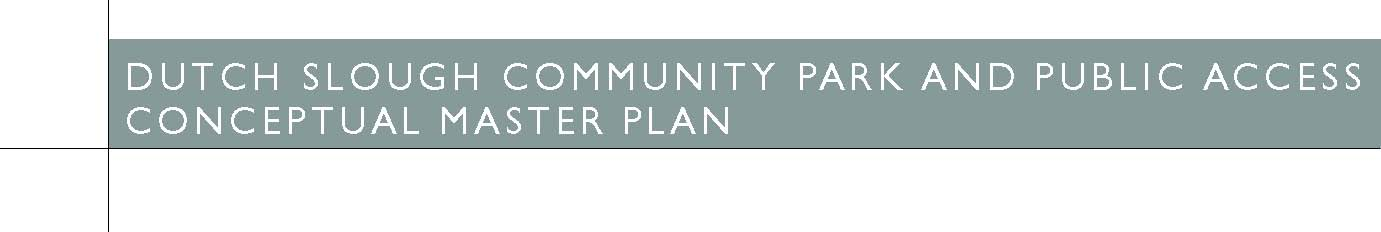 DUTCH SLOUGH COMMUNITY PARK AND PUBLIC ACCESS
CONCEPTUAL MASTER PLAN